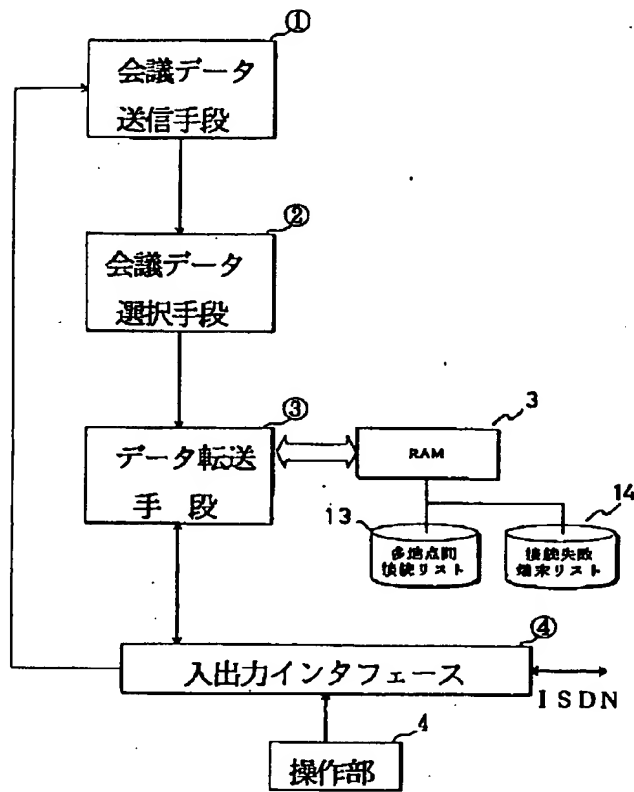 ①
会議データ
送信手段
②
会議データ
選択手段
③
データ転送
手 段
3
RAM
13
多地点間
接続リスト
14
接続失敗
端末リスト
④
入出力インタフェース
ISDN
4
操作部